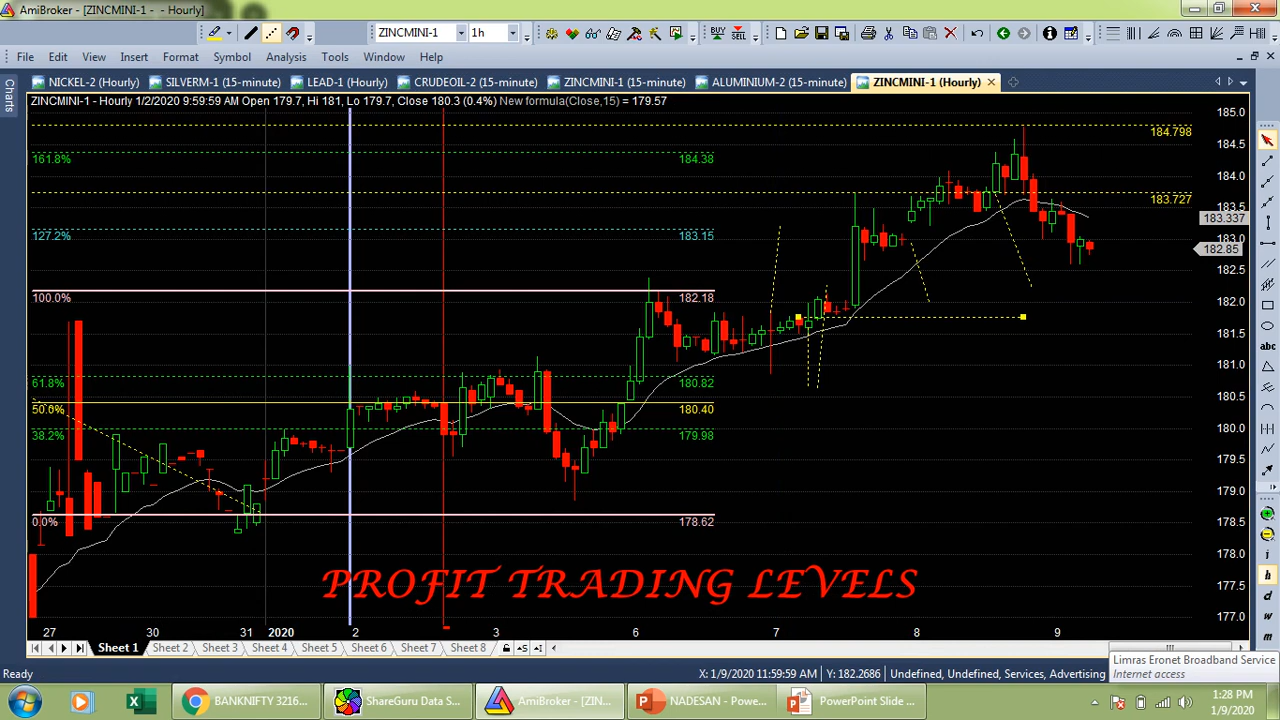 AmiBroker - [ZINCMINI-1 - Hourly]
ZINCMINI-1 1h BUY SELL
File Edit View Insert Format Symbol Analysis Tools Window Help
Charts
NICKEL-2 (Hourly) SILVERM-1 (15-minute) LEAD-1 (Hourly) CRUDEOIL-2 (15-minute) ZINCMINI-1 (15-minute) ALUMINIUM-2 (15-minute) ZINCMINI-1 (Hourly)
ZINCMINI-1 - Hourly 1/2/2020 9:59:59 AM Open 179.7, Hi 181, Lo 179.7, Close 180.3 (0.4%) New formula(Close,15) = 179.57
185.0
184.798
184.5
161.8% 184.38
184.0
183.727
183.5
183.337
127.2% 183.15
183.0
182.85
182.5
100.0% 182.18
182.0
181.5
181.0
61.8% 180.82
180.5
50.0% 180.40
180.0
38.2% 179.98
179.5
179.0
0.0% 178.62
178.5
178.0
177.5
177.0
abc
i
h
d
w
m
PROFIT TRADING LEVELS
27 30 31 2020 2 3 6 7 8 9
Sheet 1 Sheet 2 Sheet 3 Sheet 4 Sheet 5 Sheet 6 Sheet 7 Sheet 8
Limras Eronet Broadband Service
Internet access
Ready X: 1/9/2020 11:59:59 AM Y: 182.2686 Undefined, Undefined, Services, Advertising
BANKNIFTY 3216... ShareGuru Data S... AmiBroker - [ZIN... NADESAN - Powe... PowerPoint Slide ...
1:28 PM
1/9/2020